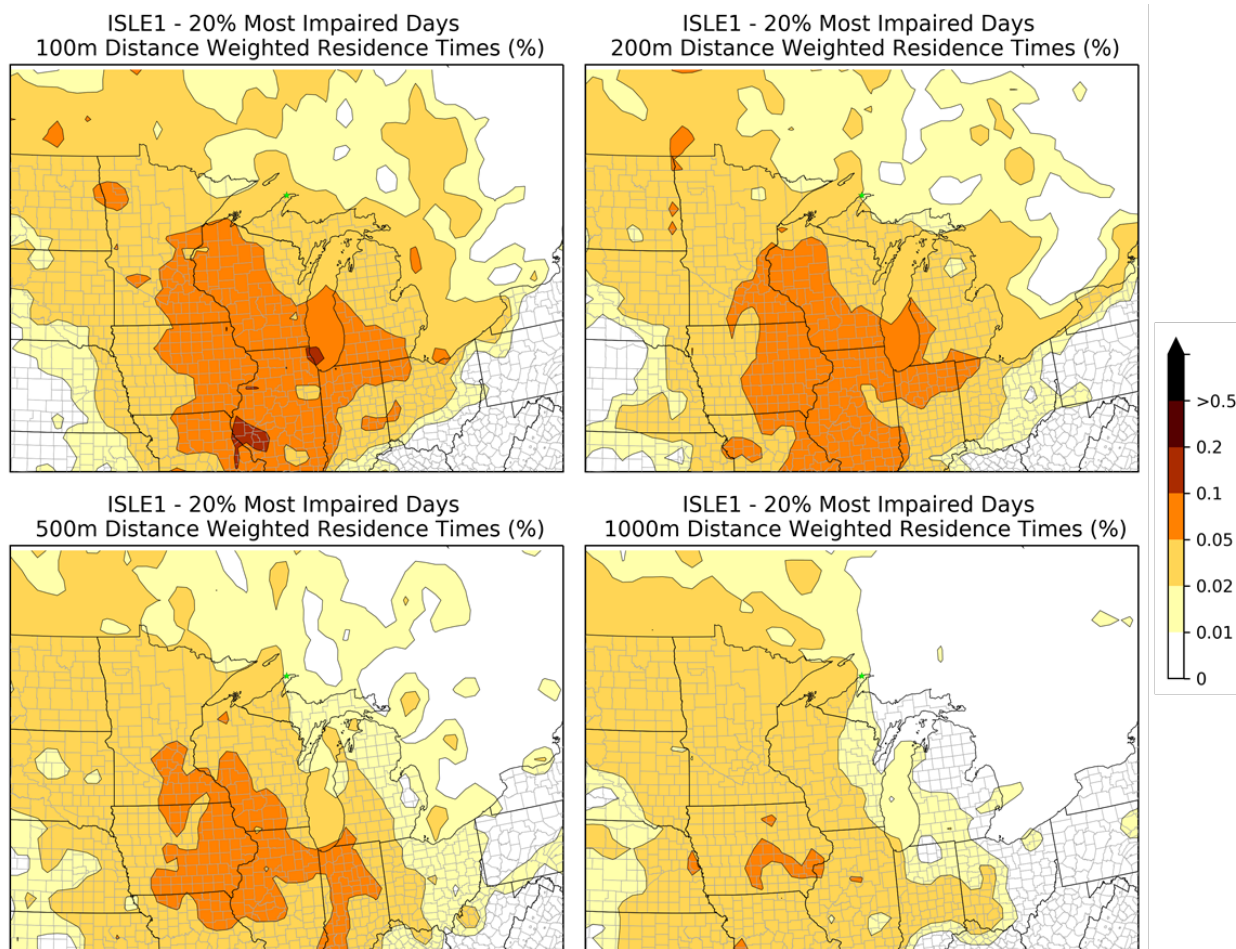 ISLE1 - 20% Most Impaired Days
100m Distance Weighted Residence Times (%)
ISLE1 - 20% Most Impaired Days
200m Distance Weighted Residence Times (%)
ISLE1 - 20% Most Impaired Days
500m Distance Weighted Residence Times (%)
ISLE1 - 20% Most Impaired Days
1000m Distance Weighted Residence Times (%)
>0.5
0.2
0.1
0.05
0.02
0.01
0